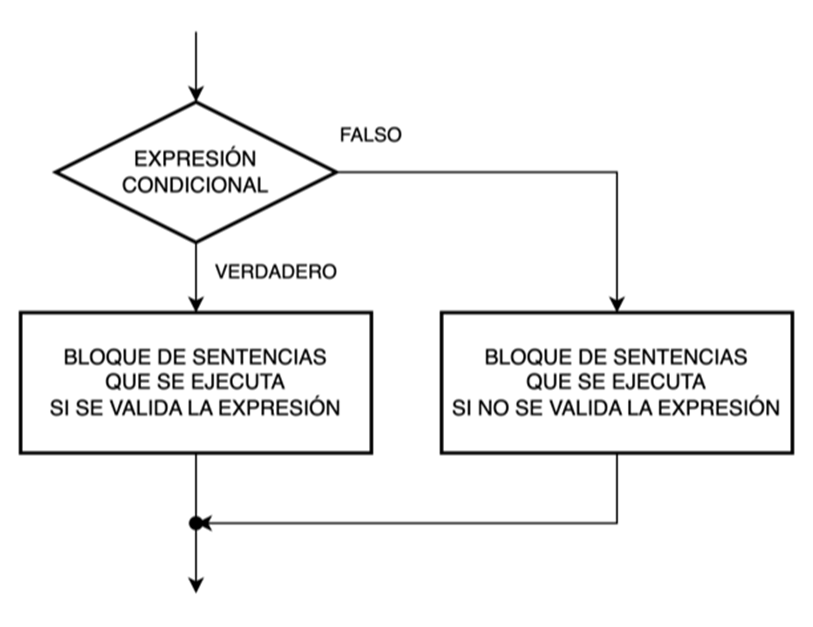 FALSO
EXPRESIÓN
CONDICIONAL
VERDADERO
BLOQUE DE SENTENCIAS
QUE SE EJECUTA
SI SE VALIDA LA EXPRESIÓN
BLOQUE DE SENTENCIAS
QUE SE EJECUTA
SI NO SE VALIDA LA EXPRESIÓN